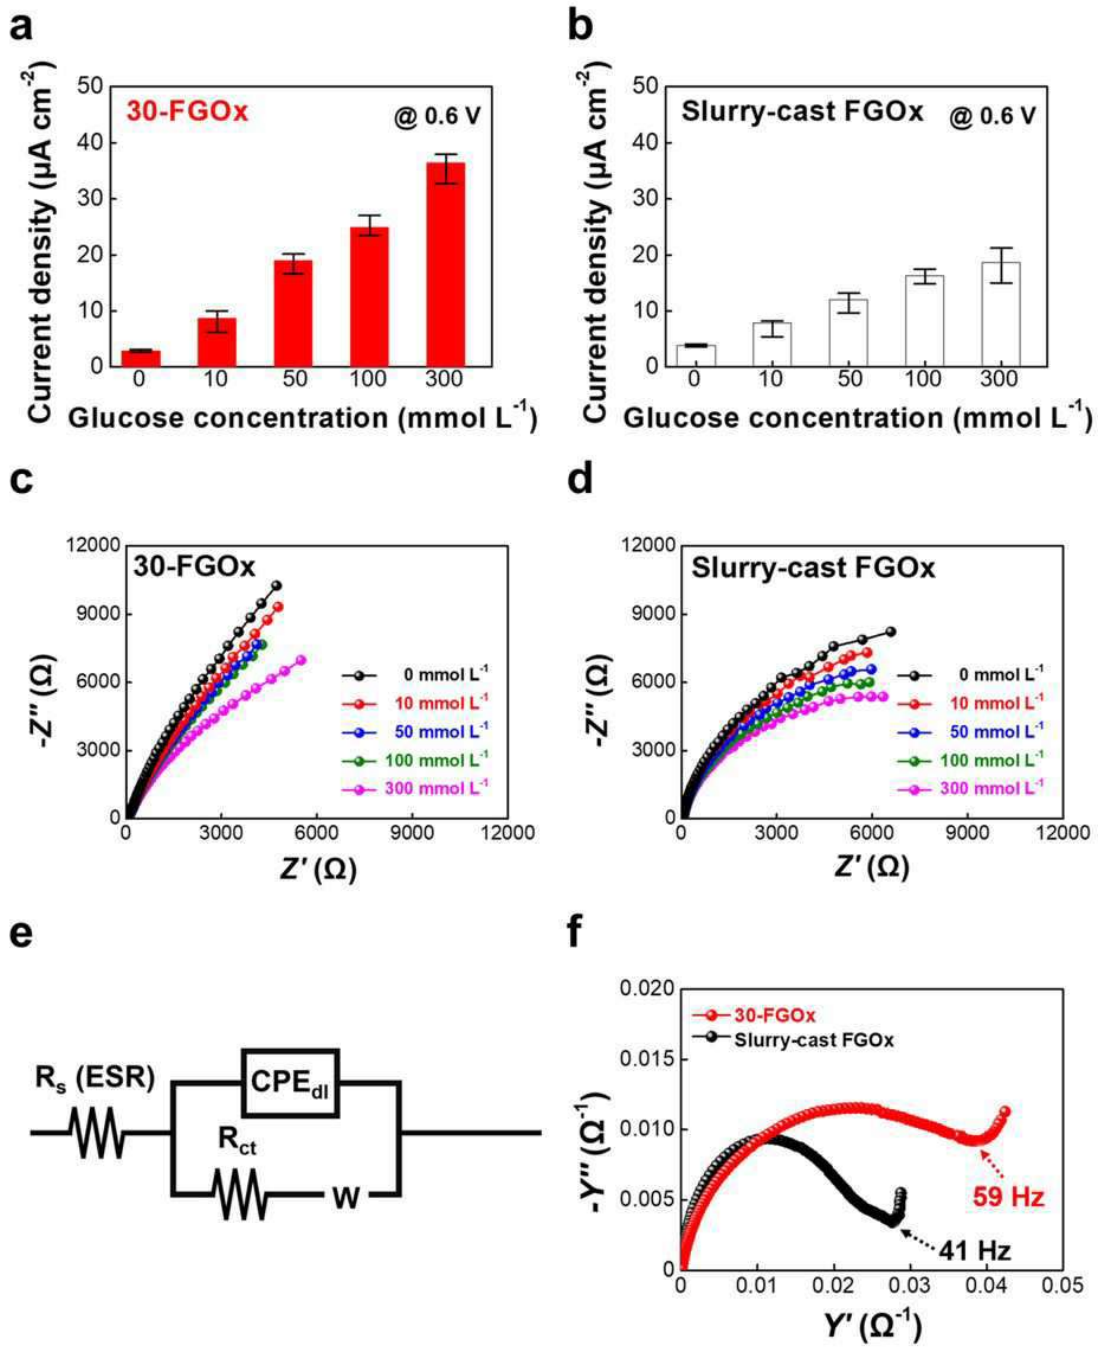 a
30-FGOx
@ 0.6 V
Current density (µA cm⁻²)
50
40
30
20
10
0
0 10 50 100 300
Glucose concentration (mmol L⁻¹)
b
Slurry-cast FGOx
@ 0.6 V
Current density (µA cm⁻²)
50
40
30
20
10
0
0 10 50 100 300
Glucose concentration (mmol L⁻¹)
c
30-FGOx
-Z″ (Ω)
12000
9000
6000
3000
0
0 mmol L⁻¹
10 mmol L⁻¹
50 mmol L⁻¹
100 mmol L⁻¹
300 mmol L⁻¹
0 3000 6000 9000 12000
Z′ (Ω)
d
Slurry-cast FGOx
-Z″ (Ω)
12000
9000
6000
3000
0
0 mmol L⁻¹
10 mmol L⁻¹
50 mmol L⁻¹
100 mmol L⁻¹
300 mmol L⁻¹
0 3000 6000 9000 12000
Z′ (Ω)
e
Rs (ESR)
CPEdl
Rct
W
f
-Y″ (Ω⁻¹)
0.020
0.015
0.010
0.005
0
30-FGOx
Slurry-cast FGOx
59 Hz
41 Hz
0 0.01 0.02 0.03 0.04 0.05
Y′ (Ω⁻¹)